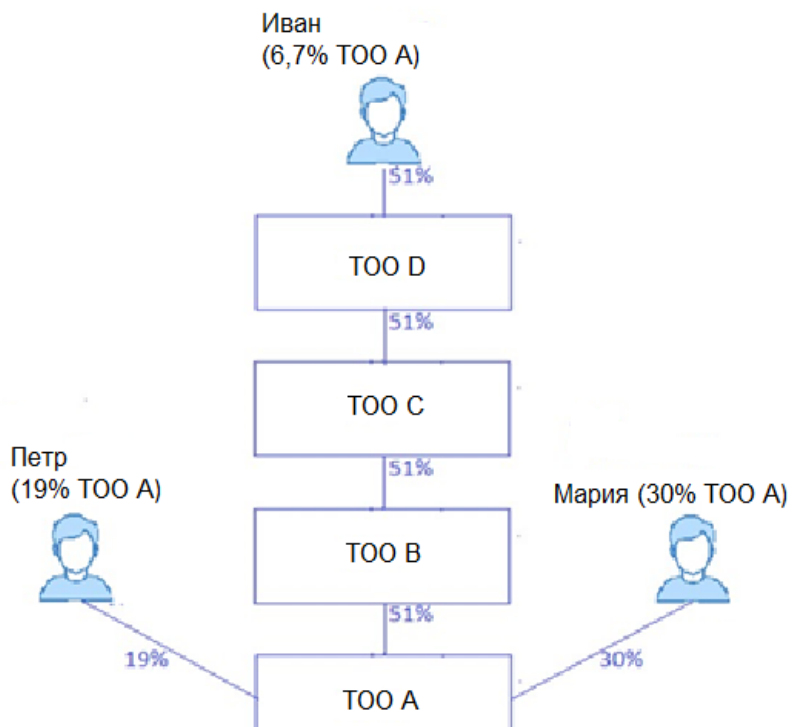 Иван
(6,7% ТОО А)
51%
ТОО D
51%
ТОО С
51%
Петр
(19% ТОО А)
Мария (30% ТОО А)
ТОО В
51%
19%
30%
ТОО А